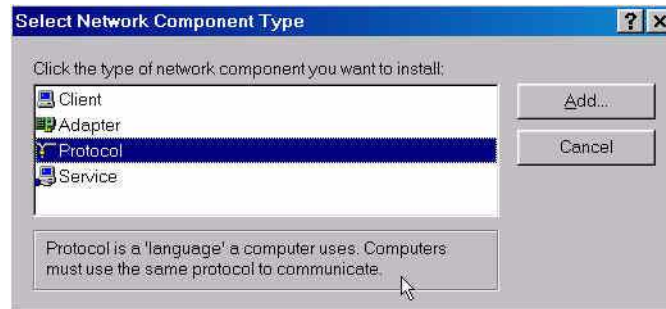 Select Network Component Type
Click the type of network component you want to install:
Client
Adapter
Protocol
Service
Add...
Cancel
Protocol is a 'language' a computer uses. Computers
must use the same protocol to communicate.